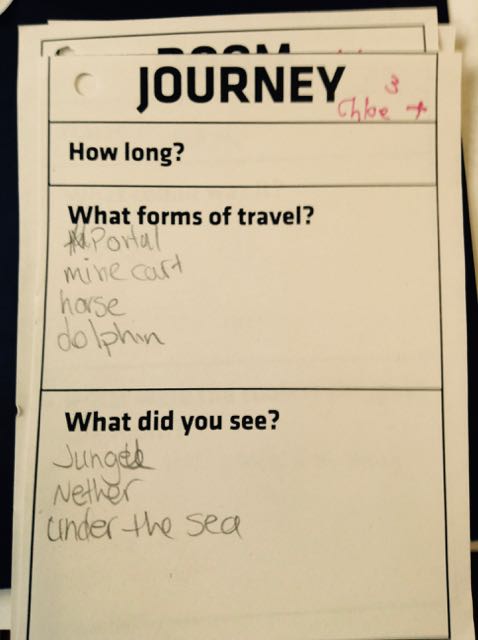 ROOM
JOURNEY
3
Chloe +
How long?
What forms of travel?
Portal
mine cart
horse
dolphin
What did you see?
Jungle
Nether
under the sea